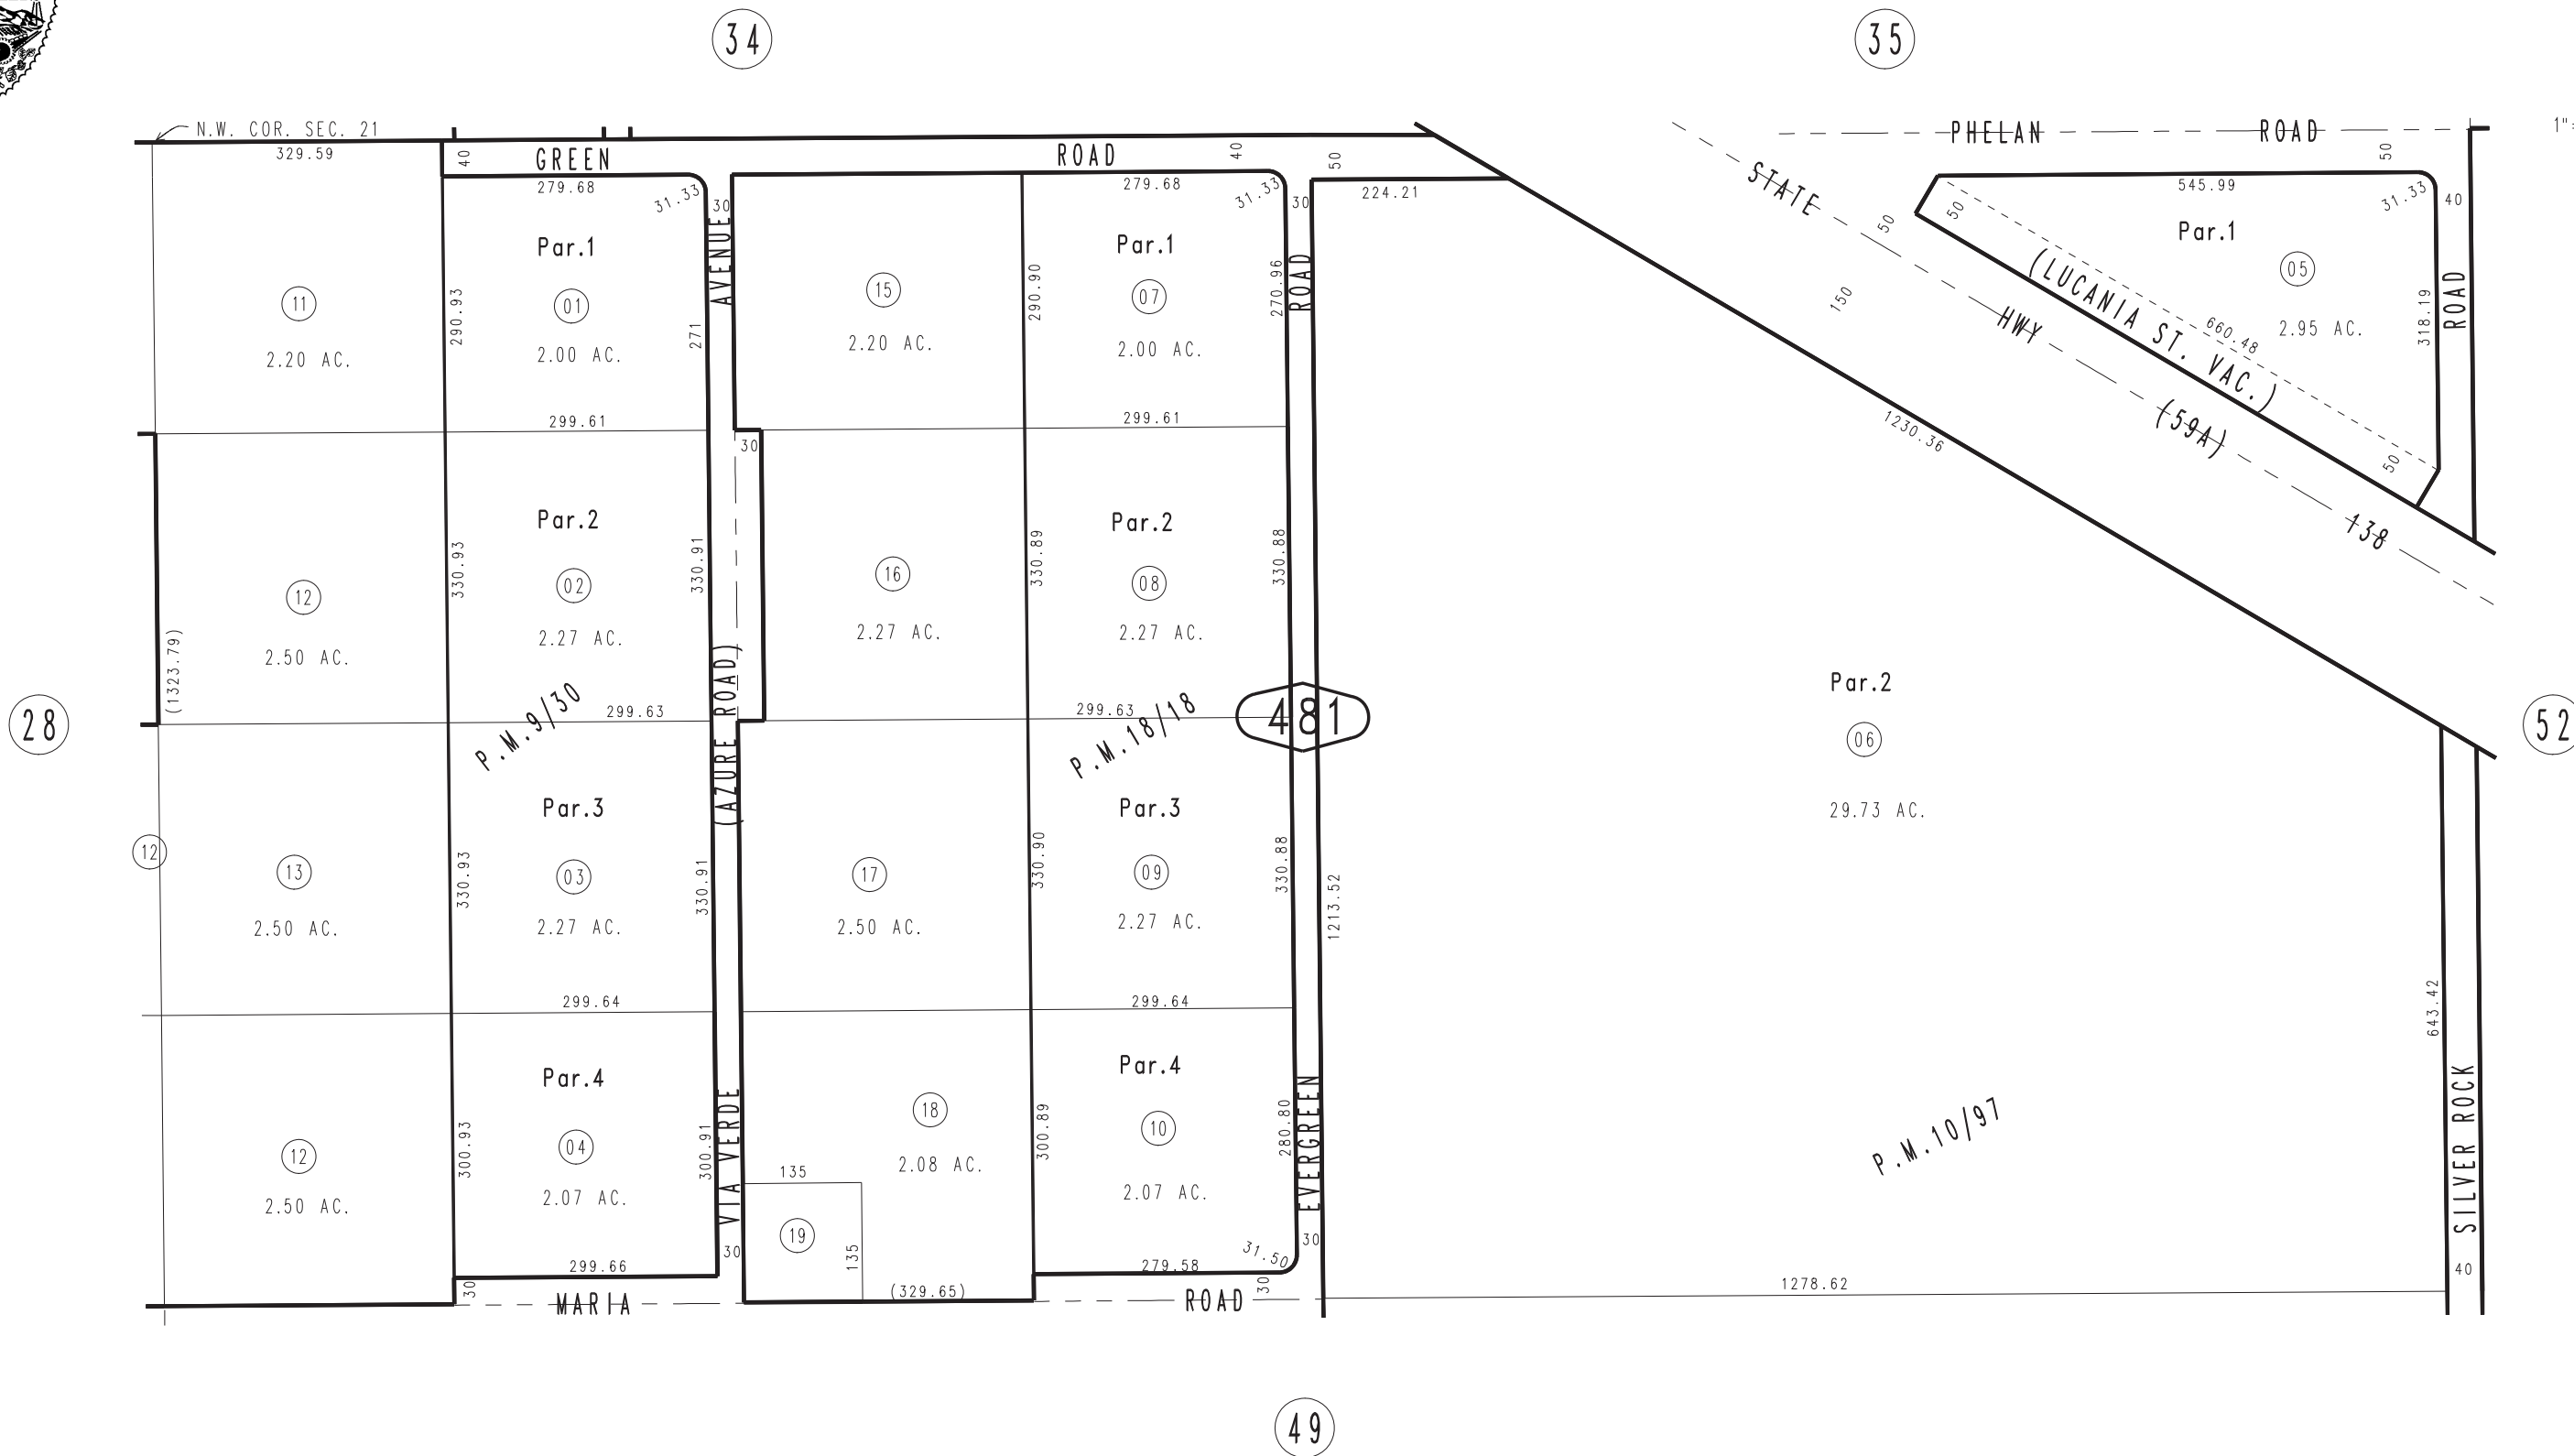 34
35
N.W. COR. SEC. 21
329.59
40
GREEN
ROAD
40
50
PHELAN
ROAD
50
1"
279.68
31.33
30
279.68
31.33
30
224.21
STATE
50
50
545.99
31.33
40
Par.1
Par.1
Par.1
AVENUE
ROAD
ROAD
11
2.20 AC.
290.93
01
2.00 AC.
271
15
2.20 AC.
290.90
07
2.00 AC.
270.96
150
HWY
(LUCANIA ST. VAC.)
660.48
05
2.95 AC.
318.19
299.61
30
299.61
1230.36
(59A)
50
138
Par.2
Par.2
12
2.50 AC.
(1323.79)
330.93
02
2.27 AC.
330.91
16
2.27 AC.
330.89
08
2.27 AC.
330.88
28
P.M.9/30
299.63
(AZURE ROAD)
299.63
P.M.18/18
481
Par.2
06
29.73 AC.
52
Par.3
Par.3
12
13
2.50 AC.
330.93
03
2.27 AC.
330.91
17
2.50 AC.
330.90
09
2.27 AC.
330.88
1213.52
299.64
299.64
643.42
Par.4
Par.4
12
2.50 AC.
300.93
04
2.07 AC.
300.91
VIA VERDE
18
2.08 AC.
300.89
10
2.07 AC.
280.80
EVERGREEN
P.M.10/97
SILVER ROCK
135
19
135
30
31.50
30
40
299.66
30
(329.65)
279.58
30
1278.62
MARIA
ROAD
49